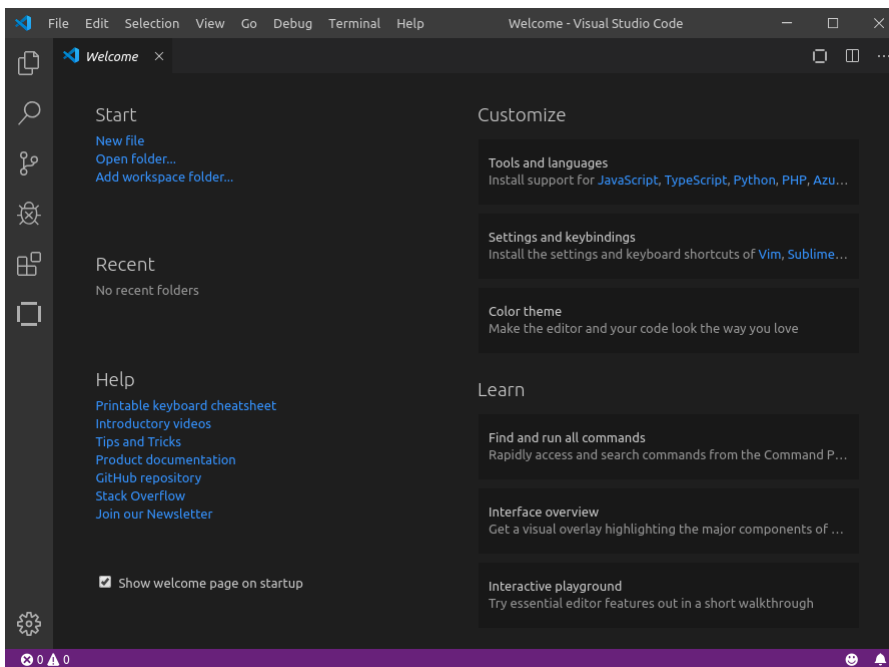 File Edit Selection View Go Debug Terminal Help Welcome - Visual Studio Code
Welcome
Start
New file
Open folder...
Add workspace folder...
Recent
No recent folders
Help
Printable keyboard cheatsheet
Introductory videos
Tips and Tricks
Product documentation
GitHub repository
Stack Overflow
Join our Newsletter
Show welcome page on startup
Customize
Tools and languages
Install support for JavaScript, TypeScript, Python, PHP, Azu...
Settings and keybindings
Install the settings and keyboard shortcuts of Vim, Sublime...
Color theme
Make the editor and your code look the way you love
Learn
Find and run all commands
Rapidly access and search commands from the Command P...
Interface overview
Get a visual overlay highlighting the major components of ...
Interactive playground
Try essential editor features out in a short walkthrough
0 0